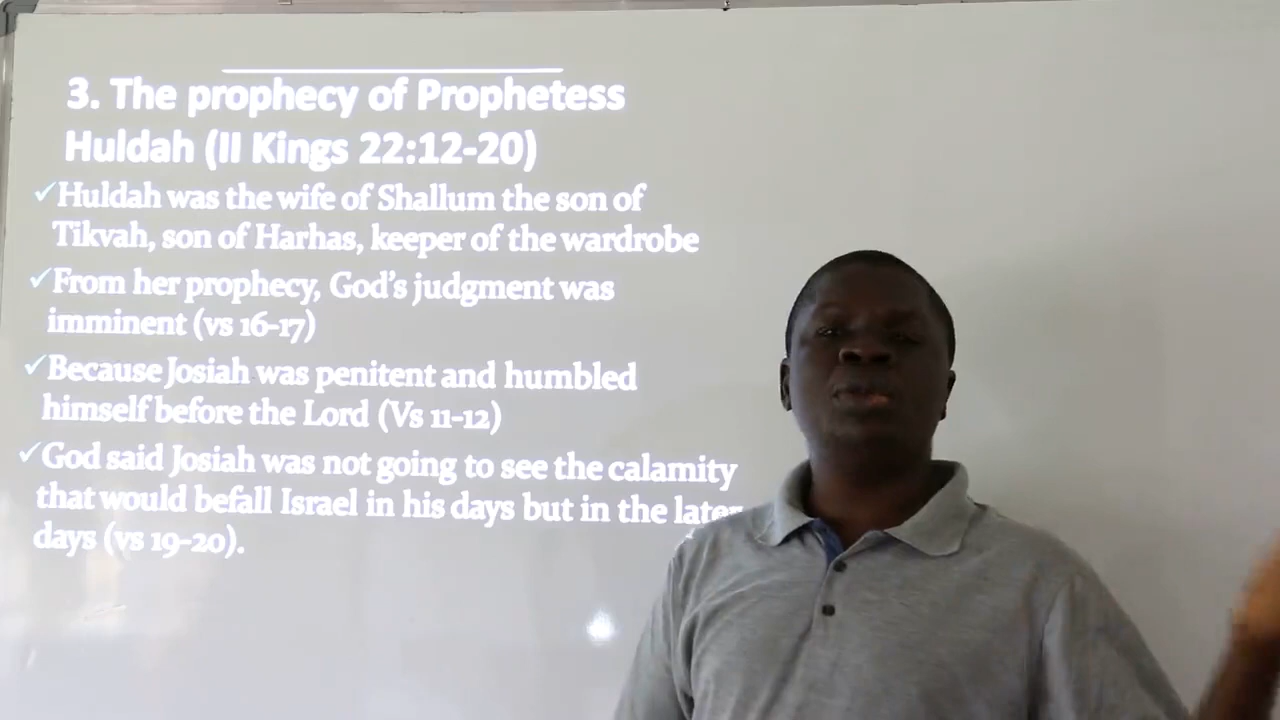 3. The prophecy of Prophetess
Huldah (II Kings 22:12-20)
✓Huldah was the wife of Shallum the son of
Tikvah, son of Harhas, keeper of the wardrobe
✓From her prophecy, God's judgment was
imminent (vs 16-17)
✓Because Josiah was penitent and humbled
himself before the Lord (Vs 11-12)
✓God said Josiah was not going to see the calamity
that would befall Israel in his days but in the later
days (vs 19-20).